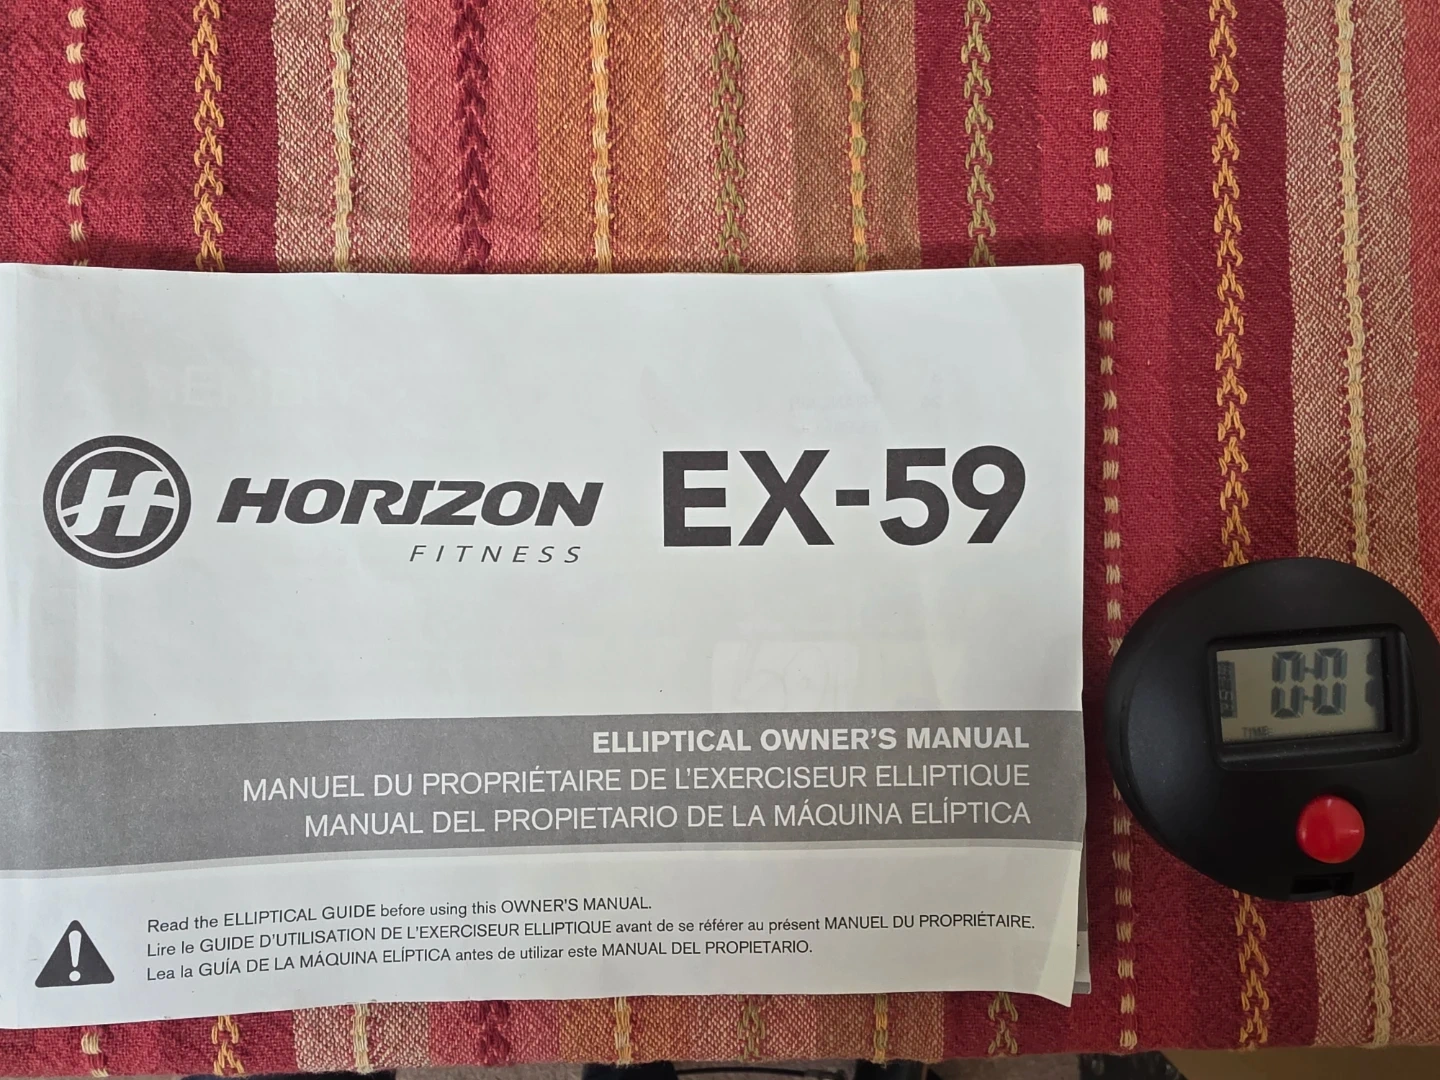 HORIZON
FITNESS
EX-59
ELLIPTICAL OWNER'S MANUAL
MANUEL DU PROPRIÉTAIRE DE L'EXERCISEUR ELLIPTIQUE
MANUAL DEL PROPIETARIO DE LA MÁQUINA ELÍPTICA
Read the ELLIPTICAL GUIDE before using this OWNER'S MANUAL.
Lire le GUIDE D'UTILISATION DE L'EXERCISEUR ELLIPTIQUE avant de se référer au présent MANUEL DU PROPRIÉTAIRE.
Lea la GUÍA DE LA MÁQUINA ELÍPTICA antes de utilizar este MANUAL DEL PROPIETARIO.
TIME